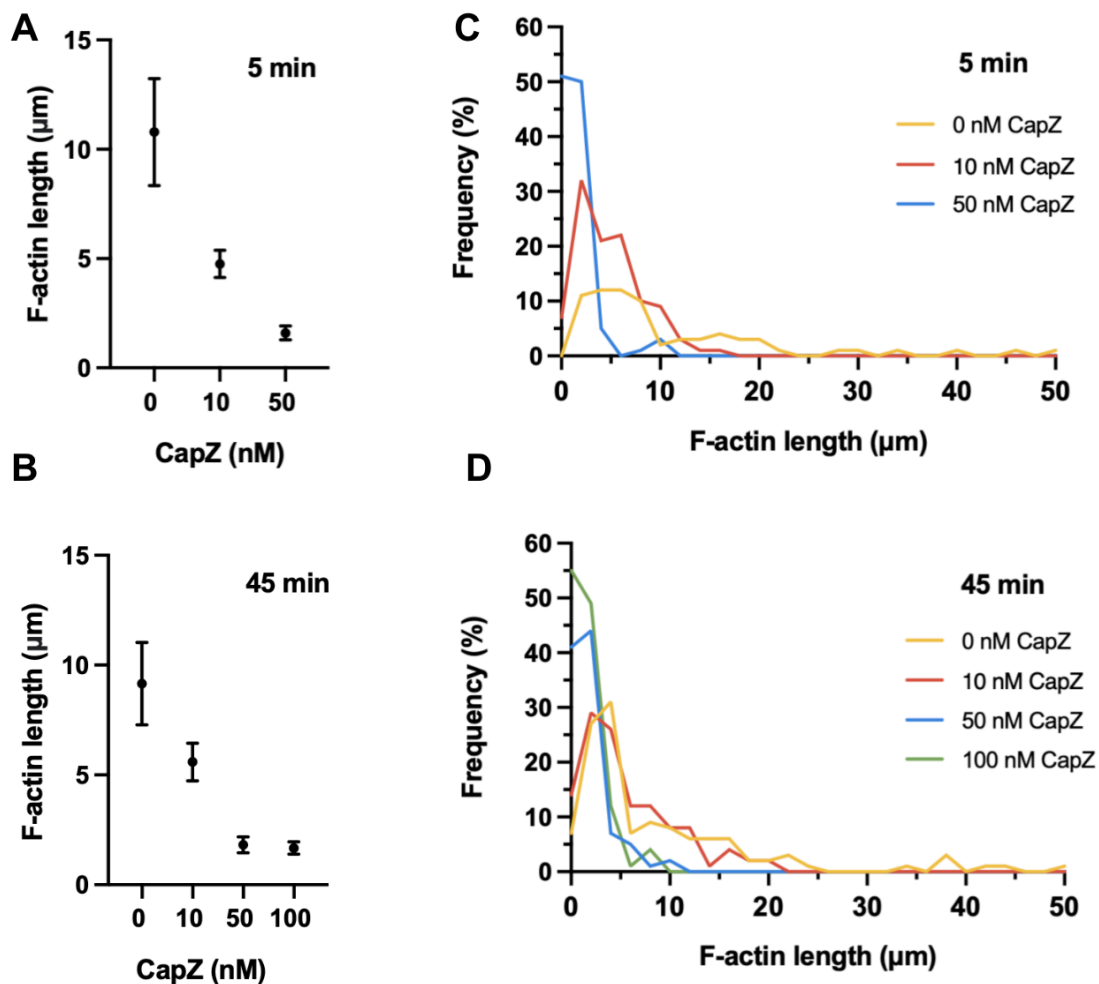 A
5 min
15
10
5
0
F-actin length (µm)
0 10 50
CapZ (nM)
C
5 min
60
50
40
30
20
10
0
Frequency (%)
0 nM CapZ
10 nM CapZ
50 nM CapZ
0 10 20 30 40 50
F-actin length (µm)
B
45 min
15
10
5
0
F-actin length (µm)
0 10 50 100
CapZ (nM)
D
45 min
60
50
40
30
20
10
0
Frequency (%)
0 nM CapZ
10 nM CapZ
50 nM CapZ
100 nM CapZ
0 10 20 30 40 50
F-actin length (µm)